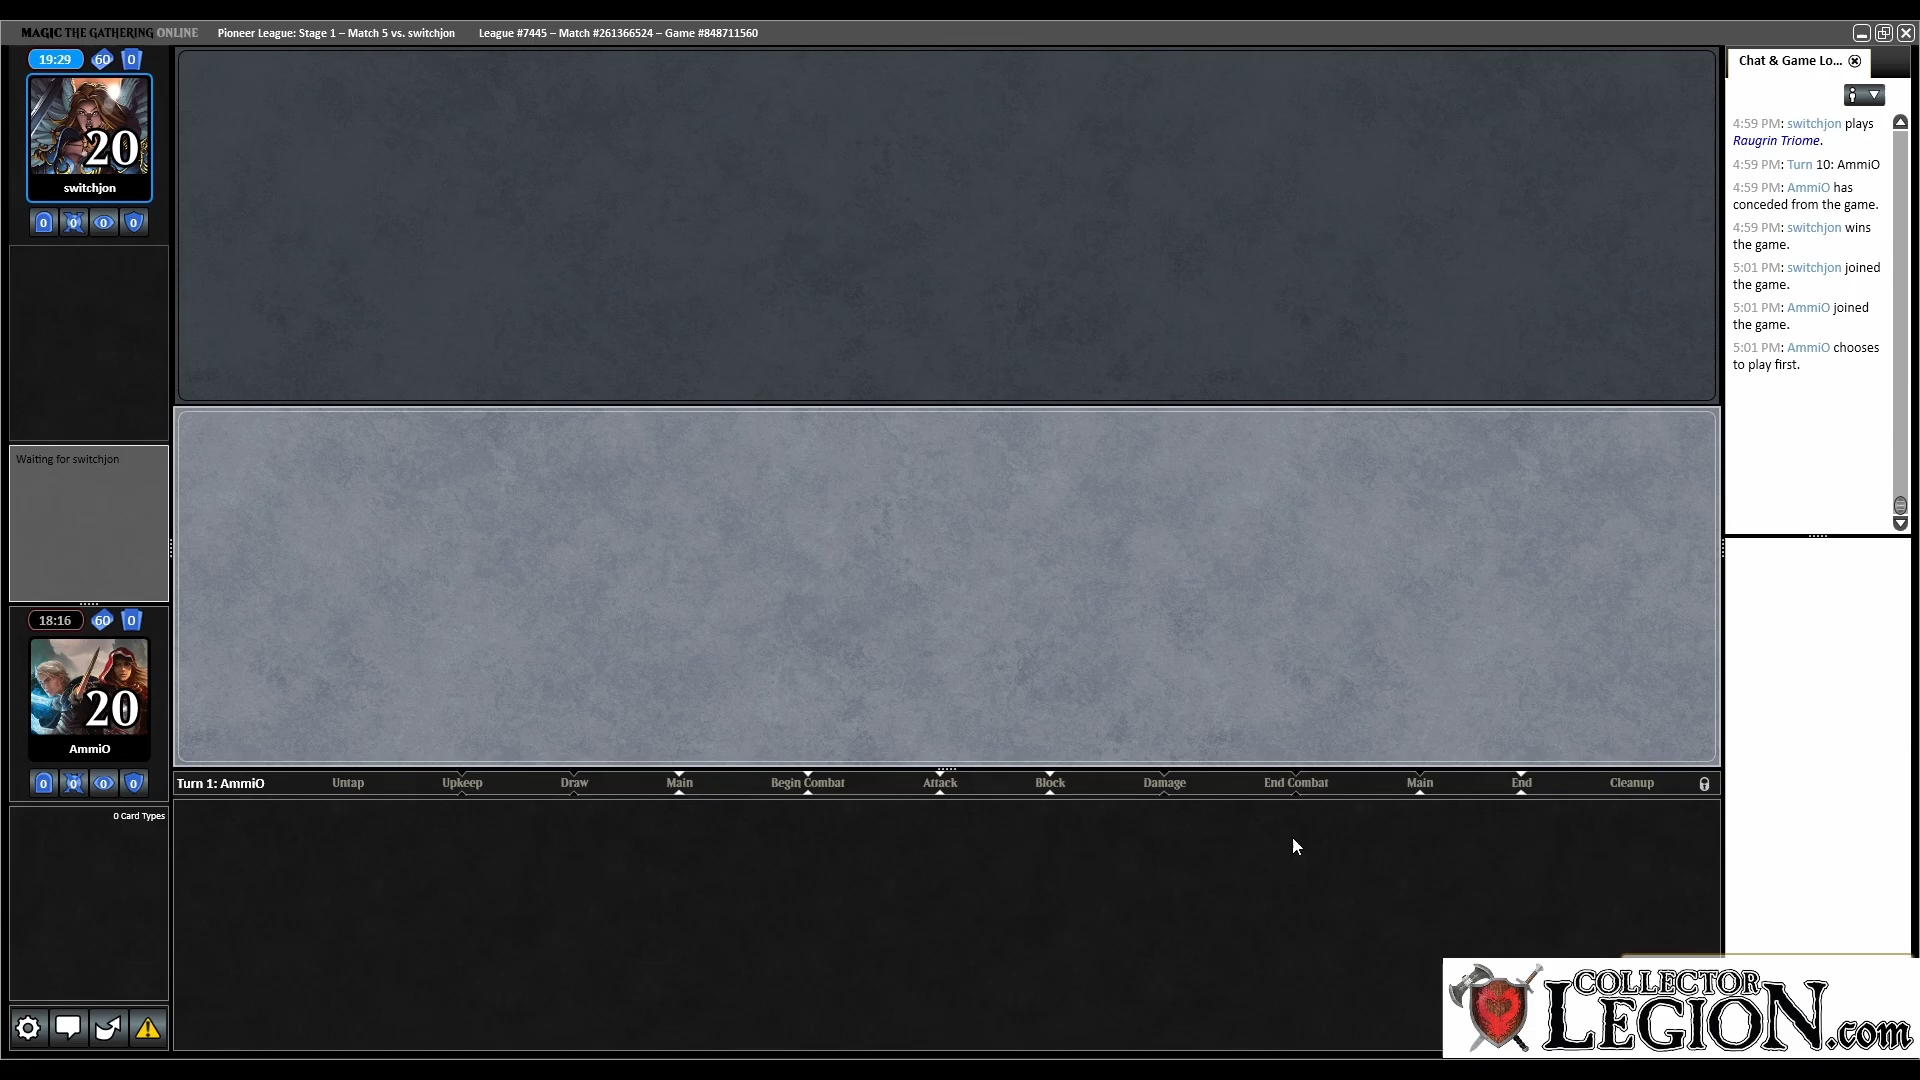 MAGIC THE GATHERING ONLINE Pioneer League: Stage 1 – Match 5 vs. switchjon League #7445 – Match #261366524 – Game #848711560
19:29 60 0
20
switchjon
0 0 0 0
Waiting for switchjon
18:16 60 0
20
AmmiO
0 0 0 0
Turn 1: AmmiO Untap Upkeep Draw Main Begin Combat Attack Block Damage End Combat Main End Cleanup
0 Card Types
Chat & Game Lo...
4:59 PM: switchjon plays
Raugrin Triome.
4:59 PM: Turn 10: AmmiO
4:59 PM: AmmiO has
conceded from the game.
4:59 PM: switchjon wins
the game.
5:01 PM: switchjon joined
the game.
5:01 PM: AmmiO joined
the game.
5:01 PM: AmmiO chooses
to play first.
COLLECTOR
LEGION.com